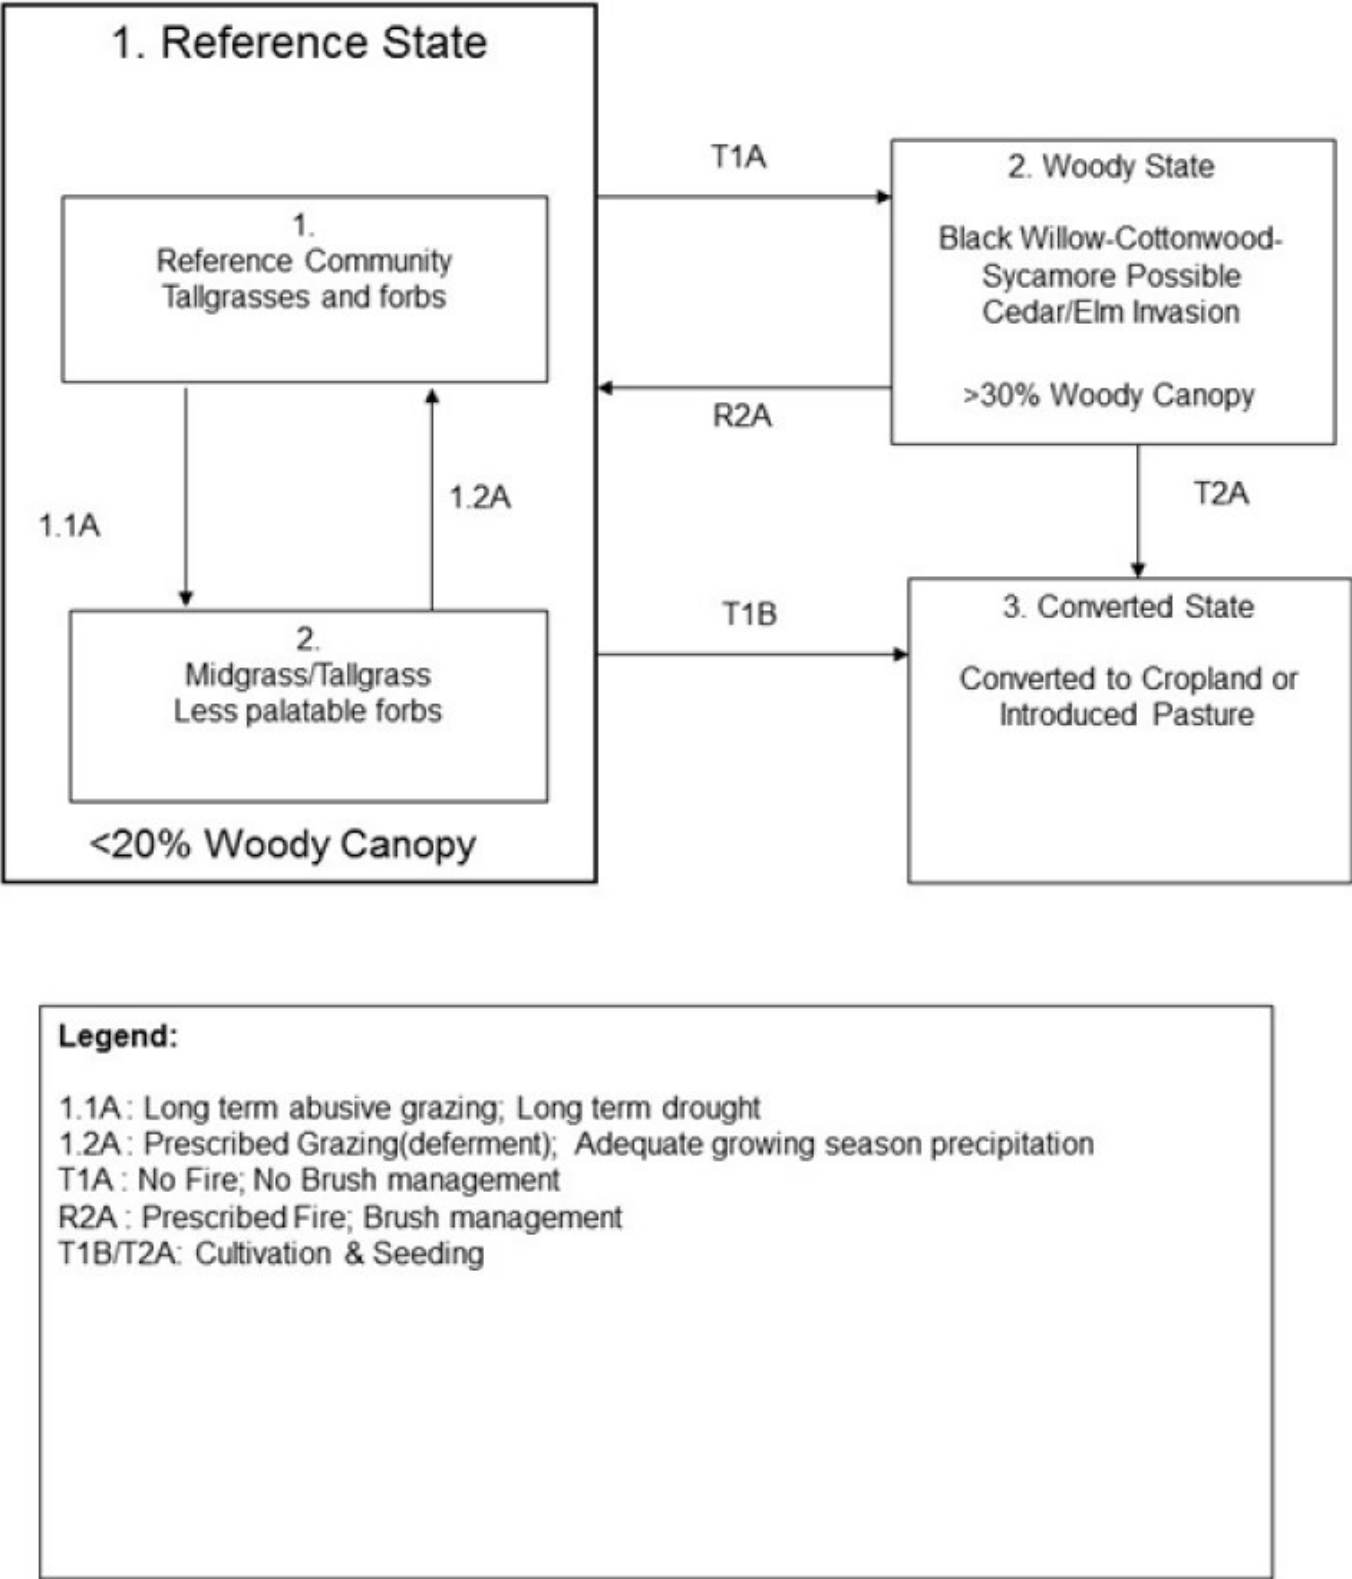 1. Reference State
1.
Reference Community
Tallgrasses and forbs
1.1A
1.2A
2.
Midgrass/Tallgrass
Less palatable forbs
<20% Woody Canopy
T1A
R2A
T1B
2. Woody State
Black Willow-Cottonwood-
Sycamore Possible
Cedar/Elm Invasion
>30% Woody Canopy
T2A
3. Converted State
Converted to Cropland or
Introduced Pasture
Legend:
1.1A : Long term abusive grazing; Long term drought
1.2A : Prescribed Grazing(deferment); Adequate growing season precipitation
T1A : No Fire; No Brush management
R2A : Prescribed Fire; Brush management
T1B/T2A: Cultivation & Seeding